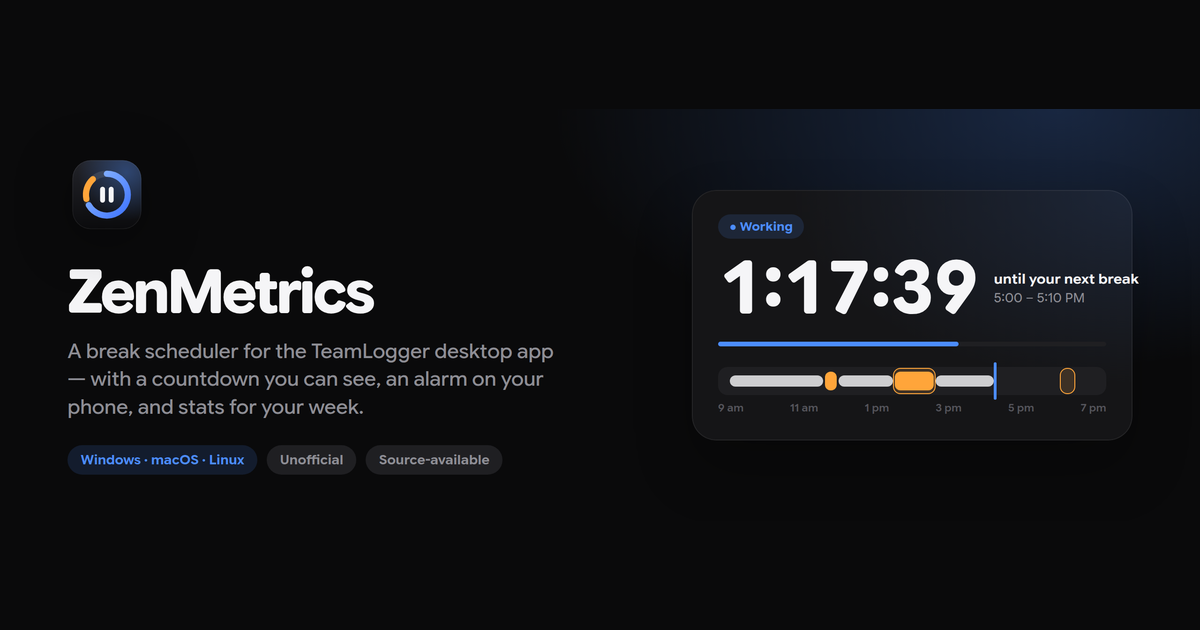 ZenMetrics
A break scheduler for the TeamLogger desktop app
— with a countdown you can see, an alarm on your
phone, and stats for your week.
Windows · macOS · Linux
Unofficial
Source-available
Working
1:17:39
until your next break
5:00 – 5:10 PM
9 am
11 am
1 pm
3 pm
5 pm
7 pm